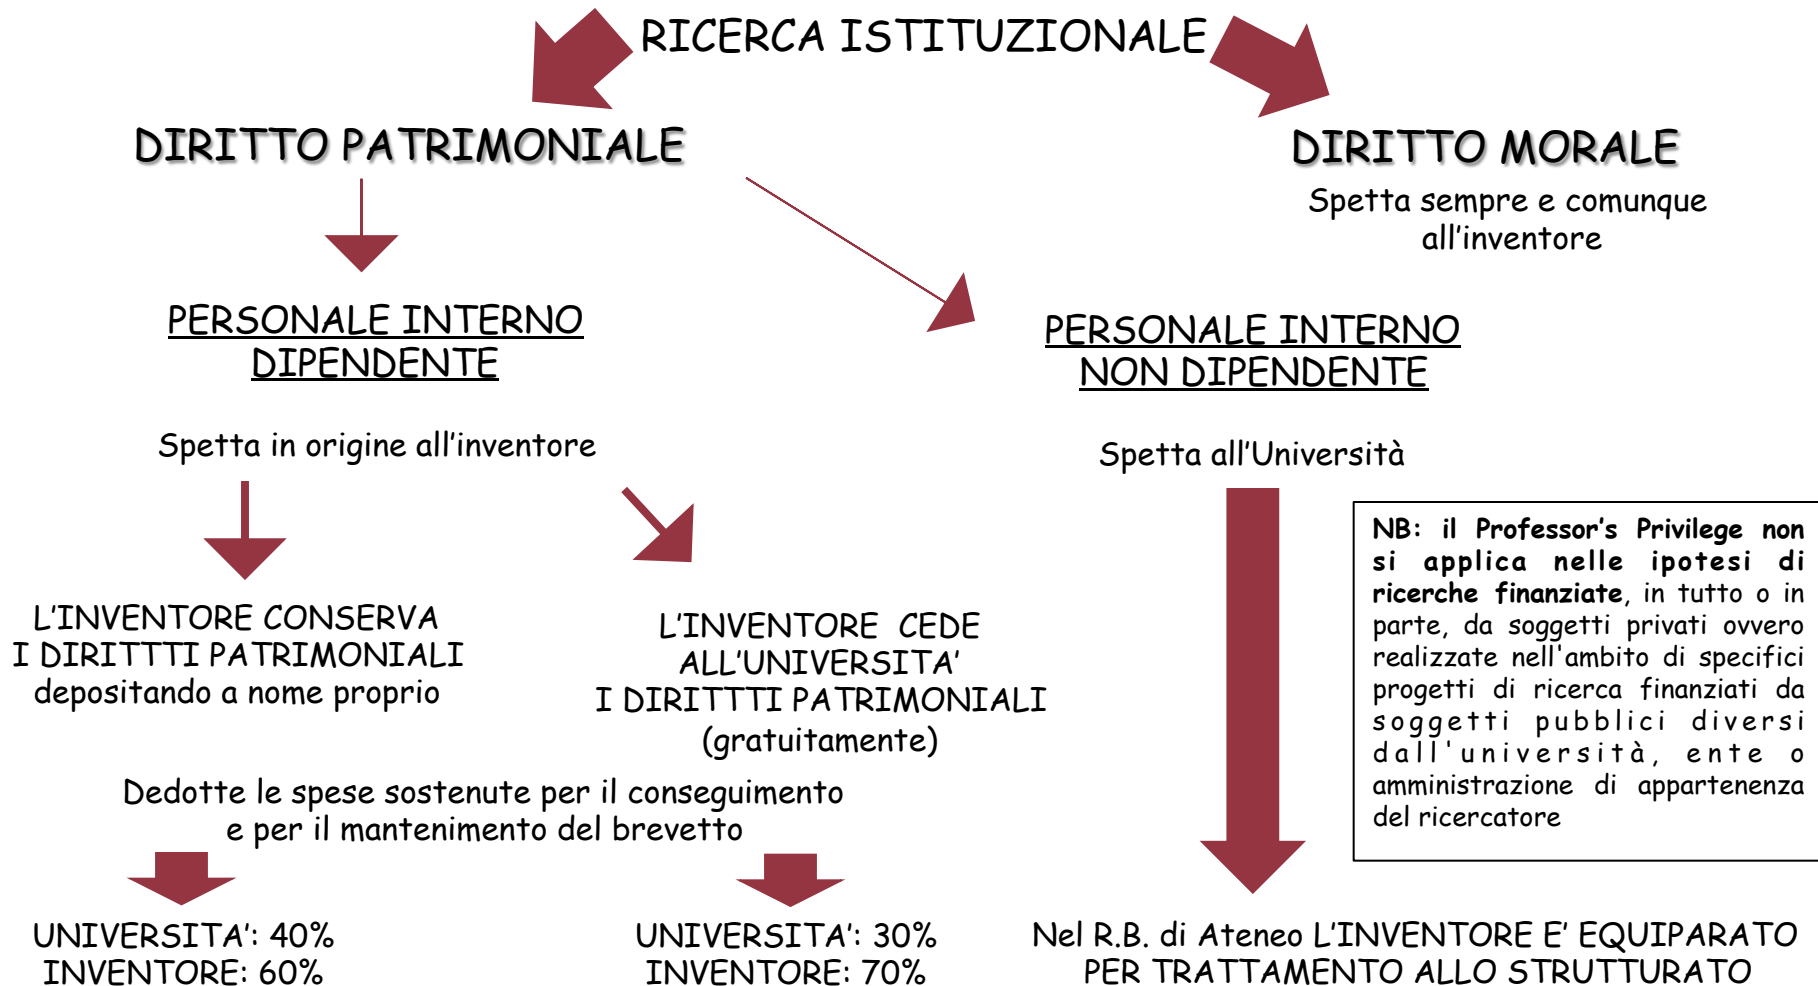 RICERCA ISTITUZIONALE
DIRITTO PATRIMONIALE
DIRITTO MORALE
Spetta sempre e comunque
all'inventore
PERSONALE INTERNO
DIPENDENTE
PERSONALE INTERNO
NON DIPENDENTE
Spetta in origine all'inventore
Spetta all'Università
L'INVENTORE CONSERVA
I DIRITTTI PATRIMONIALI
depositando a nome proprio
L'INVENTORE CEDE
ALL'UNIVERSITA'
I DIRITTTI PATRIMONIALI
(gratuitamente)
NB: il Professor's Privilege non
si applica nelle ipotesi di
ricerche finanziate, in tutto o in
parte, da soggetti privati ovvero
realizzate nell'ambito di specifici
progetti di ricerca finanziati da
soggetti pubblici diversi
dall'università, ente o
amministrazione di appartenenza
del ricercatore
Dedotte le spese sostenute per il conseguimento
e per il mantenimento del brevetto
UNIVERSITA': 40%
INVENTORE: 60%
UNIVERSITA': 30%
INVENTORE: 70%
Nel R.B. di Ateneo L'INVENTORE E' EQUIPARATO
PER TRATTAMENTO ALLO STRUTTURATO